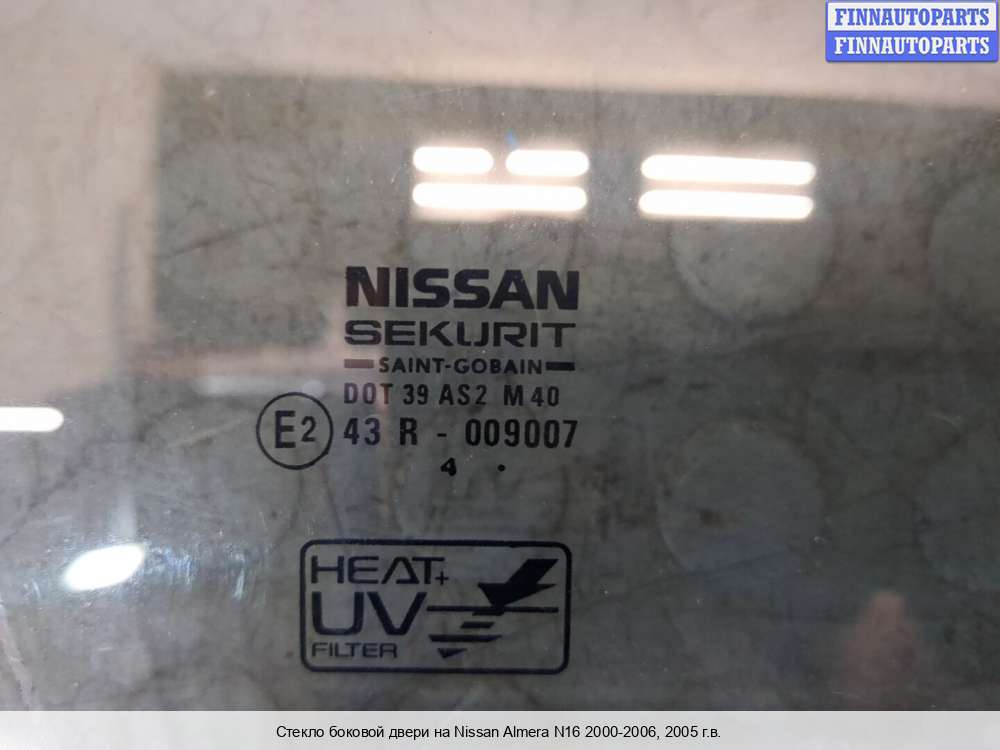 FINNAUTOPARTS
FINNAUTOPARTS
NISSAN
SEKURIT
SAINT-GOBAIN
DOT 39 AS2 M40
E2 43 R - 009007
4 .
HEAT+
UV
FILTER
Стекло боковой двери на Nissan Almera N16 2000-2006, 2005 г.в.